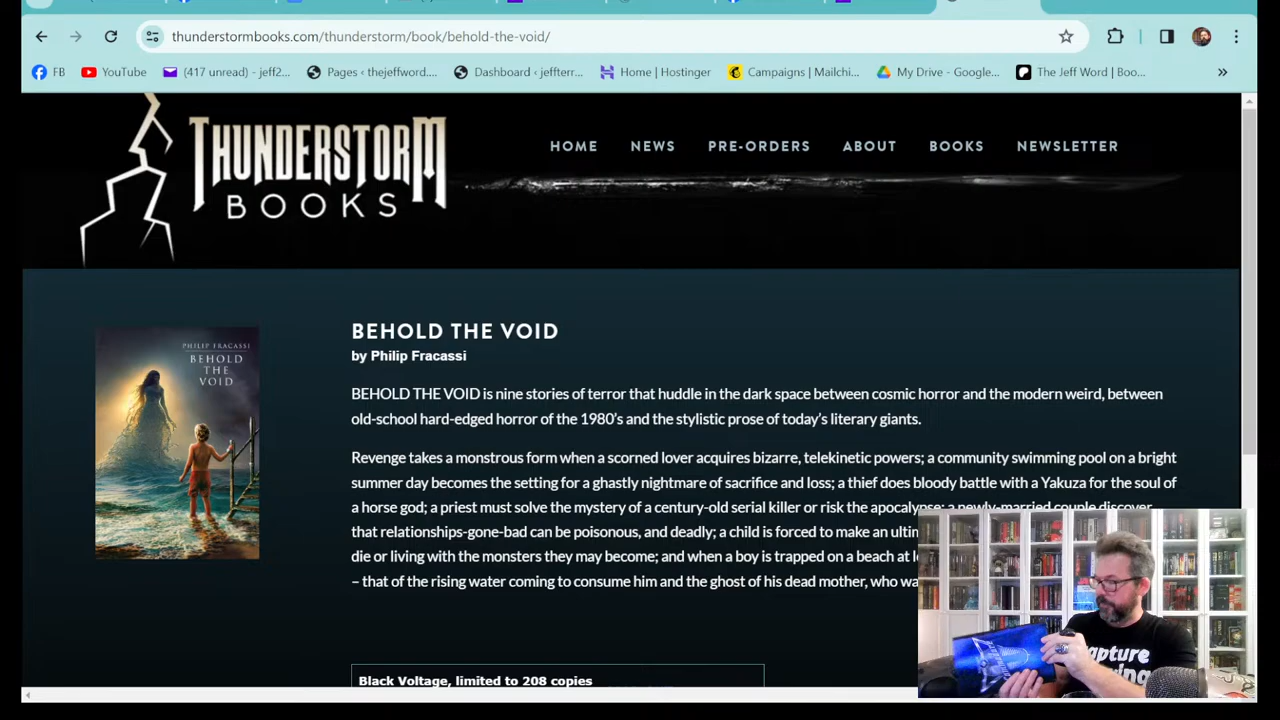 thunderstormbooks.com/thunderstorm/book/behold-the-void/
FB YouTube (417 unread) - jeff2... Pages ‹ thejeffword.... Dashboard ‹ jeffterr... Home | Hostinger Campaigns | Mailchi... My Drive - Google... The Jeff Word | Boo... »
THUNDERSTORM
BOOKS
HOME NEWS PRE-ORDERS ABOUT BOOKS NEWSLETTER
PHILIP FRACASSI
BEHOLD
THE
VOID
BEHOLD THE VOID
by Philip Fracassi
BEHOLD THE VOID is nine stories of terror that huddle in the dark space between cosmic horror and the modern weird, between
old-school hard-edged horror of the 1980's and the stylistic prose of today's literary giants.
Revenge takes a monstrous form when a scorned lover acquires bizarre, telekinetic powers; a community swimming pool on a bright
summer day becomes the setting for a ghastly nightmare of sacrifice and loss; a thief does bloody battle with a Yakuza for the soul of
a horse god; a priest must solve the mystery of a century-old serial killer or risk the apocalypse; a newly-married couple discover
that relationships-gone-bad can be poisonous, and deadly; a child is forced to make an
die or living with the monsters they may become; and when a boy is trapped on a beach at
– that of the rising water coming to consume him and the ghost of his dead mother, who
Black Voltage, limited to 208 copies